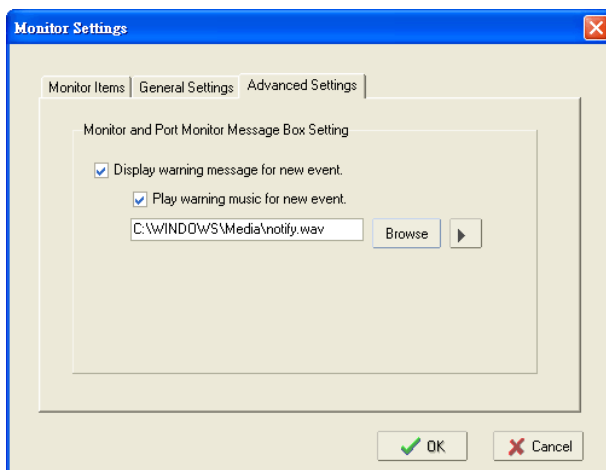 Monitor Settings
Monitor Items General Settings Advanced Settings
Monitor and Port Monitor Message Box Setting
Display warning message for new event.
Play warning music for new event.
C:\WINDOWS\Media\notify.wav Browse
OK Cancel